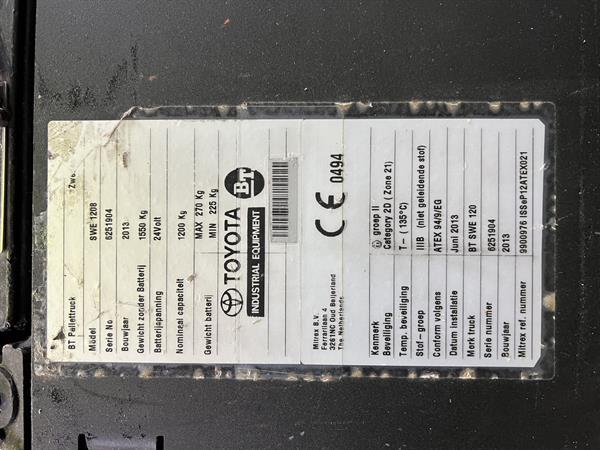 BT Pallettruck Zwe
Model SWE 120S
Serie No 6251904
Bouwjaar 2013
Gewicht zonder Batterij 1550 Kg
Batterijspanning 24Volt
Nominaal capaciteit 1200 Kg
Gewicht batterij MAX 270 Kg
MIN 225 Kg
TOYOTA BT
INDUSTRIAL EQUIPMENT
Mitrex B.V.
Ferrarilaan 4
3261NC Oud Beijerland
The Netherlands
CE 0494
Kenmerk groep II
Beveiliging Category 2D ( Zone 21)
Temp. beveiliging T- (135°C)
Stof - groep IIIB (niet geleidende stof)
Conform volgens ATEX 94/9/EG
Datum installatie Juni 2013
Merk truck BT SWE 120
Serie nummer 6251904
Bouwjaar 2013
Mitrex ref. nummer 9900976 ISSeP12ATEX021